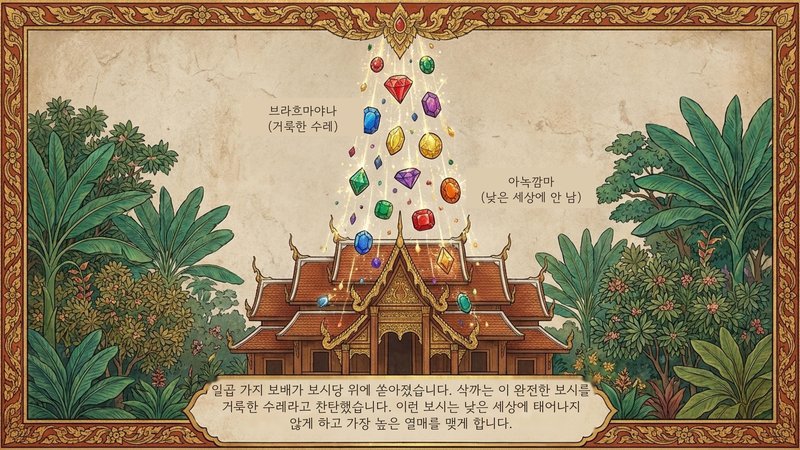 브라흐마야나
(거룩한 수레)
아녹깜마
(낮은 세상에 안 남)
일곱 가지 보배가 보시당 위에 쏟아졌습니다. 삭까는 이 완전한 보시를
거룩한 수레라고 찬탄했습니다. 이런 보시는 낮은 세상에 태어나지
않게 하고 가장 높은 열매를 맺게 합니다.